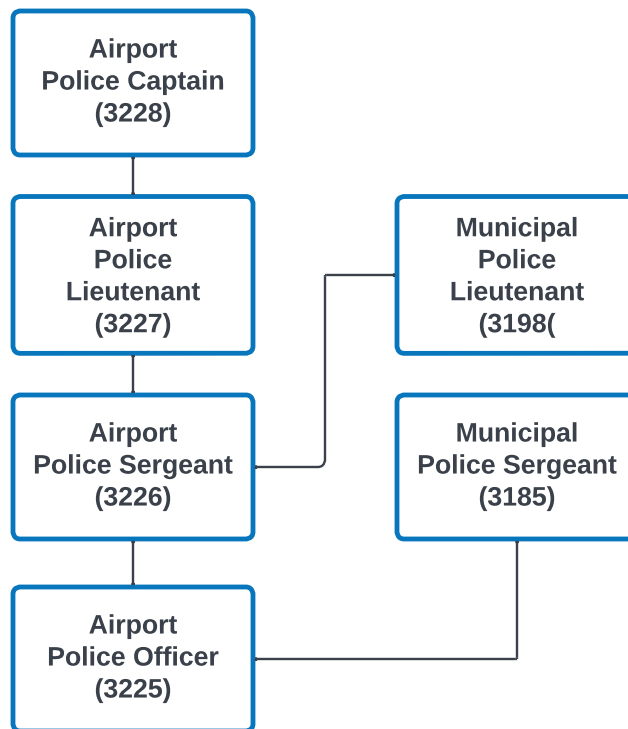 Airport
Police Captain
(3228)
Airport
Police
Lieutenant
(3227)
Municipal
Police
Lieutenant
(3198(
Airport
Police Sergeant
(3226)
Municipal
Police Sergeant
(3185)
Airport
Police Officer
(3225)